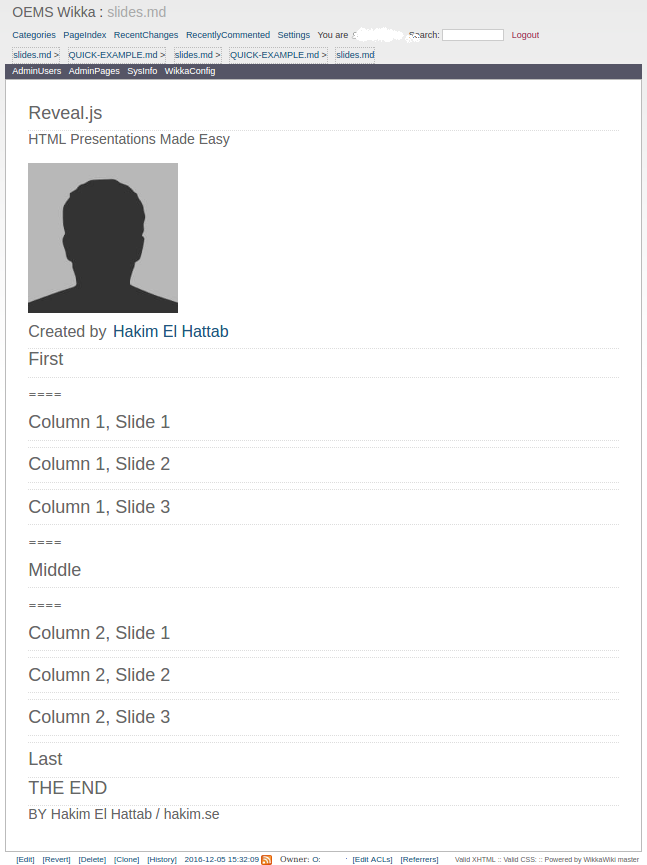 OEMS Wikka : slides.md
Categories PageIndex RecentChanges RecentlyCommented Settings You are Search: Logout
slides.md > QUICK-EXAMPLE.md > slides.md > QUICK-EXAMPLE.md > slides.md
AdminUsers AdminPages SysInfo WikkaConfig
Reveal.js
HTML Presentations Made Easy
Created by Hakim El Hattab
First
====
Column 1, Slide 1
Column 1, Slide 2
Column 1, Slide 3
====
Middle
====
Column 2, Slide 1
Column 2, Slide 2
Column 2, Slide 3
Last
THE END
BY Hakim El Hattab / hakim.se
[Edit] [Revert] [Delete] [Clone] [History] 2016-12-05 15:32:09 Owner: O: [Edit ACLs] [Referrers] Valid XHTML :: Valid CSS: :: Powered by WikkaWiki master